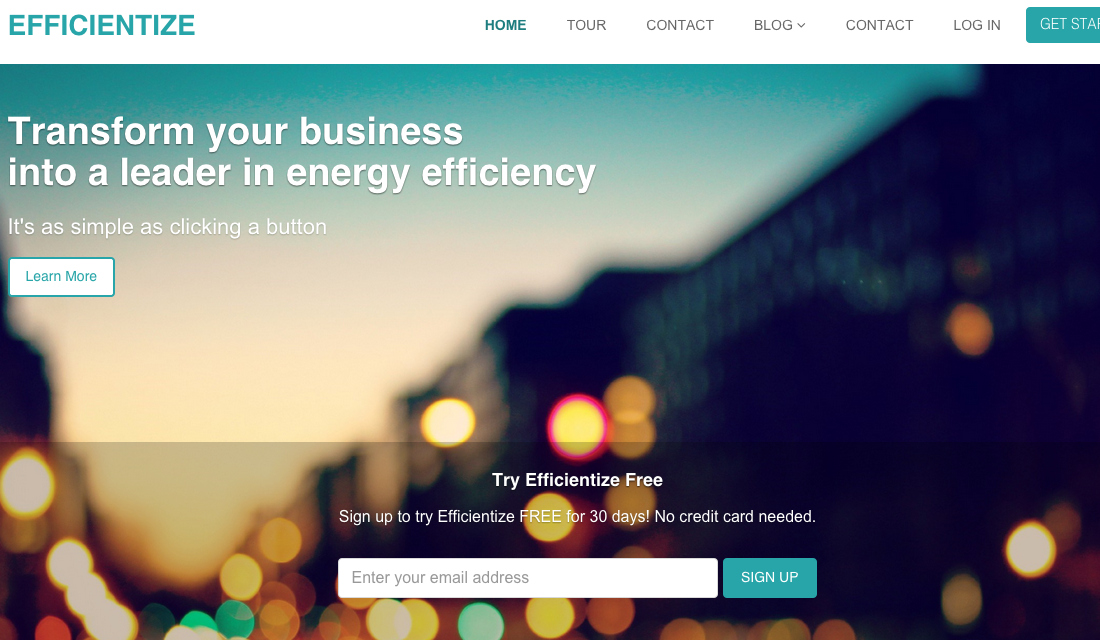 EFFICIENTIZE
HOME TOUR CONTACT BLOG CONTACT LOG IN GET STAR
Transform your business
into a leader in energy efficiency
It's as simple as clicking a button
Learn More
Try Efficientize Free
Sign up to try Efficientize FREE for 30 days! No credit card needed.
Enter your email address
SIGN UP